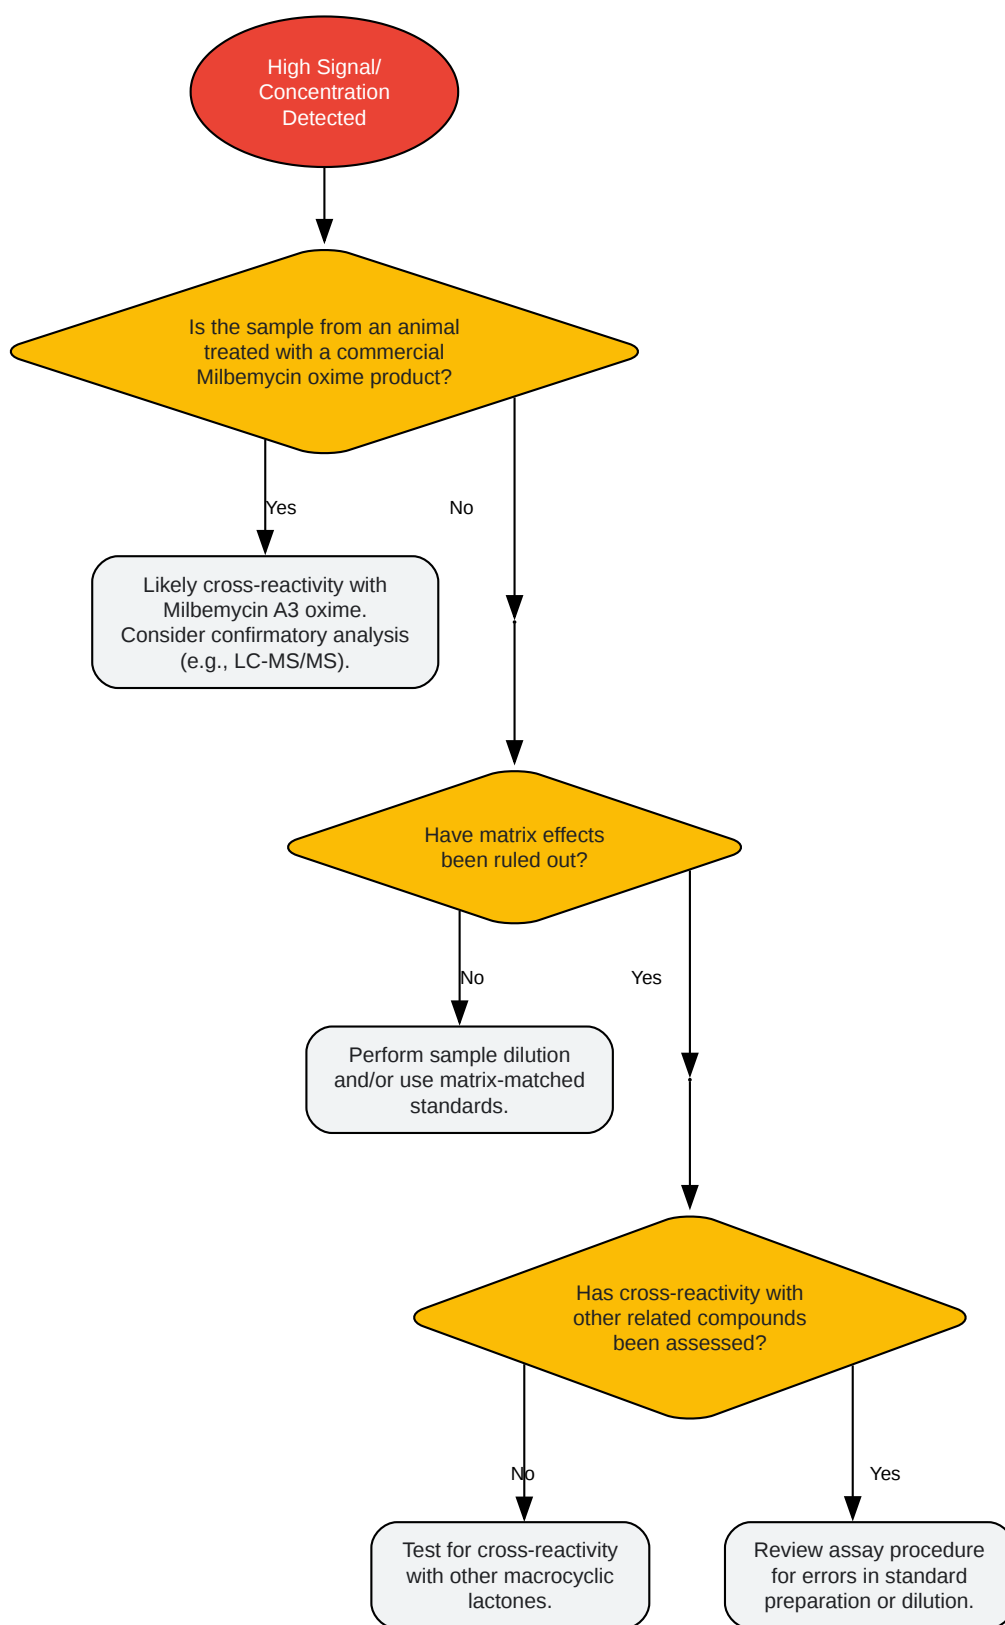 High Signal/
Concentration
Detected
Is the sample from an animal
treated with a commercial
Milbemycin oxime product?
Yes
No
Likely cross-reactivity with
Milbemycin A3 oxime.
Consider confirmatory analysis
(e.g., LC-MS/MS).
Have matrix effects
been ruled out?
No
Yes
Perform sample dilution
and/or use matrix-matched
standards.
Has cross-reactivity with
other related compounds
been assessed?
No
Yes
Test for cross-reactivity
with other macrocyclic
lactones.
Review assay procedure
for errors in standard
preparation or dilution.